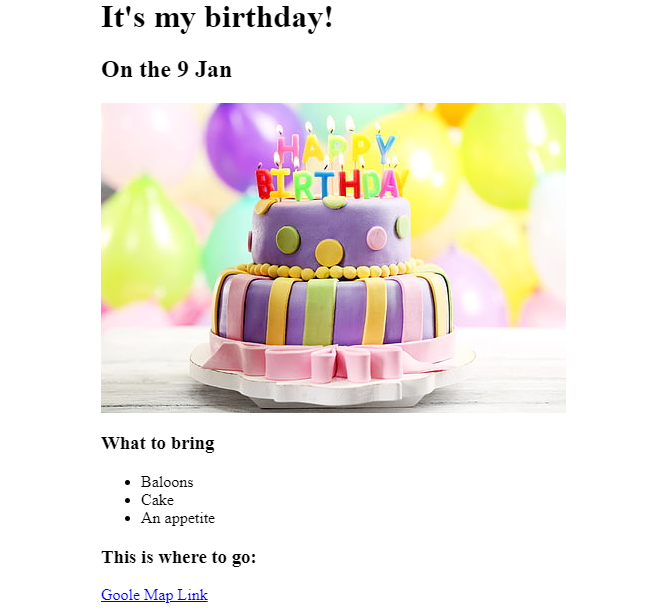 It's my birthday!
On the 9 Jan
HAPPY
BIRTHDAY
What to bring
Baloons
Cake
An appetite
This is where to go:
Goole Map Link